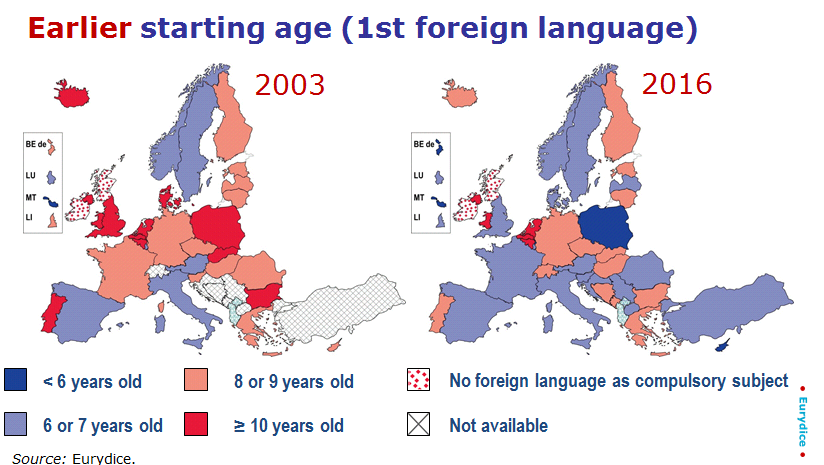 Earlier starting age (1st foreign language)
2003
2016
BE de
LU
MT
LI
BE de
LU
MT
LI
< 6 years old
8 or 9 years old
No foreign language as compulsory subject
6 or 7 years old
≥ 10 years old
Not available
Source: Eurydice.
• Eurydice •